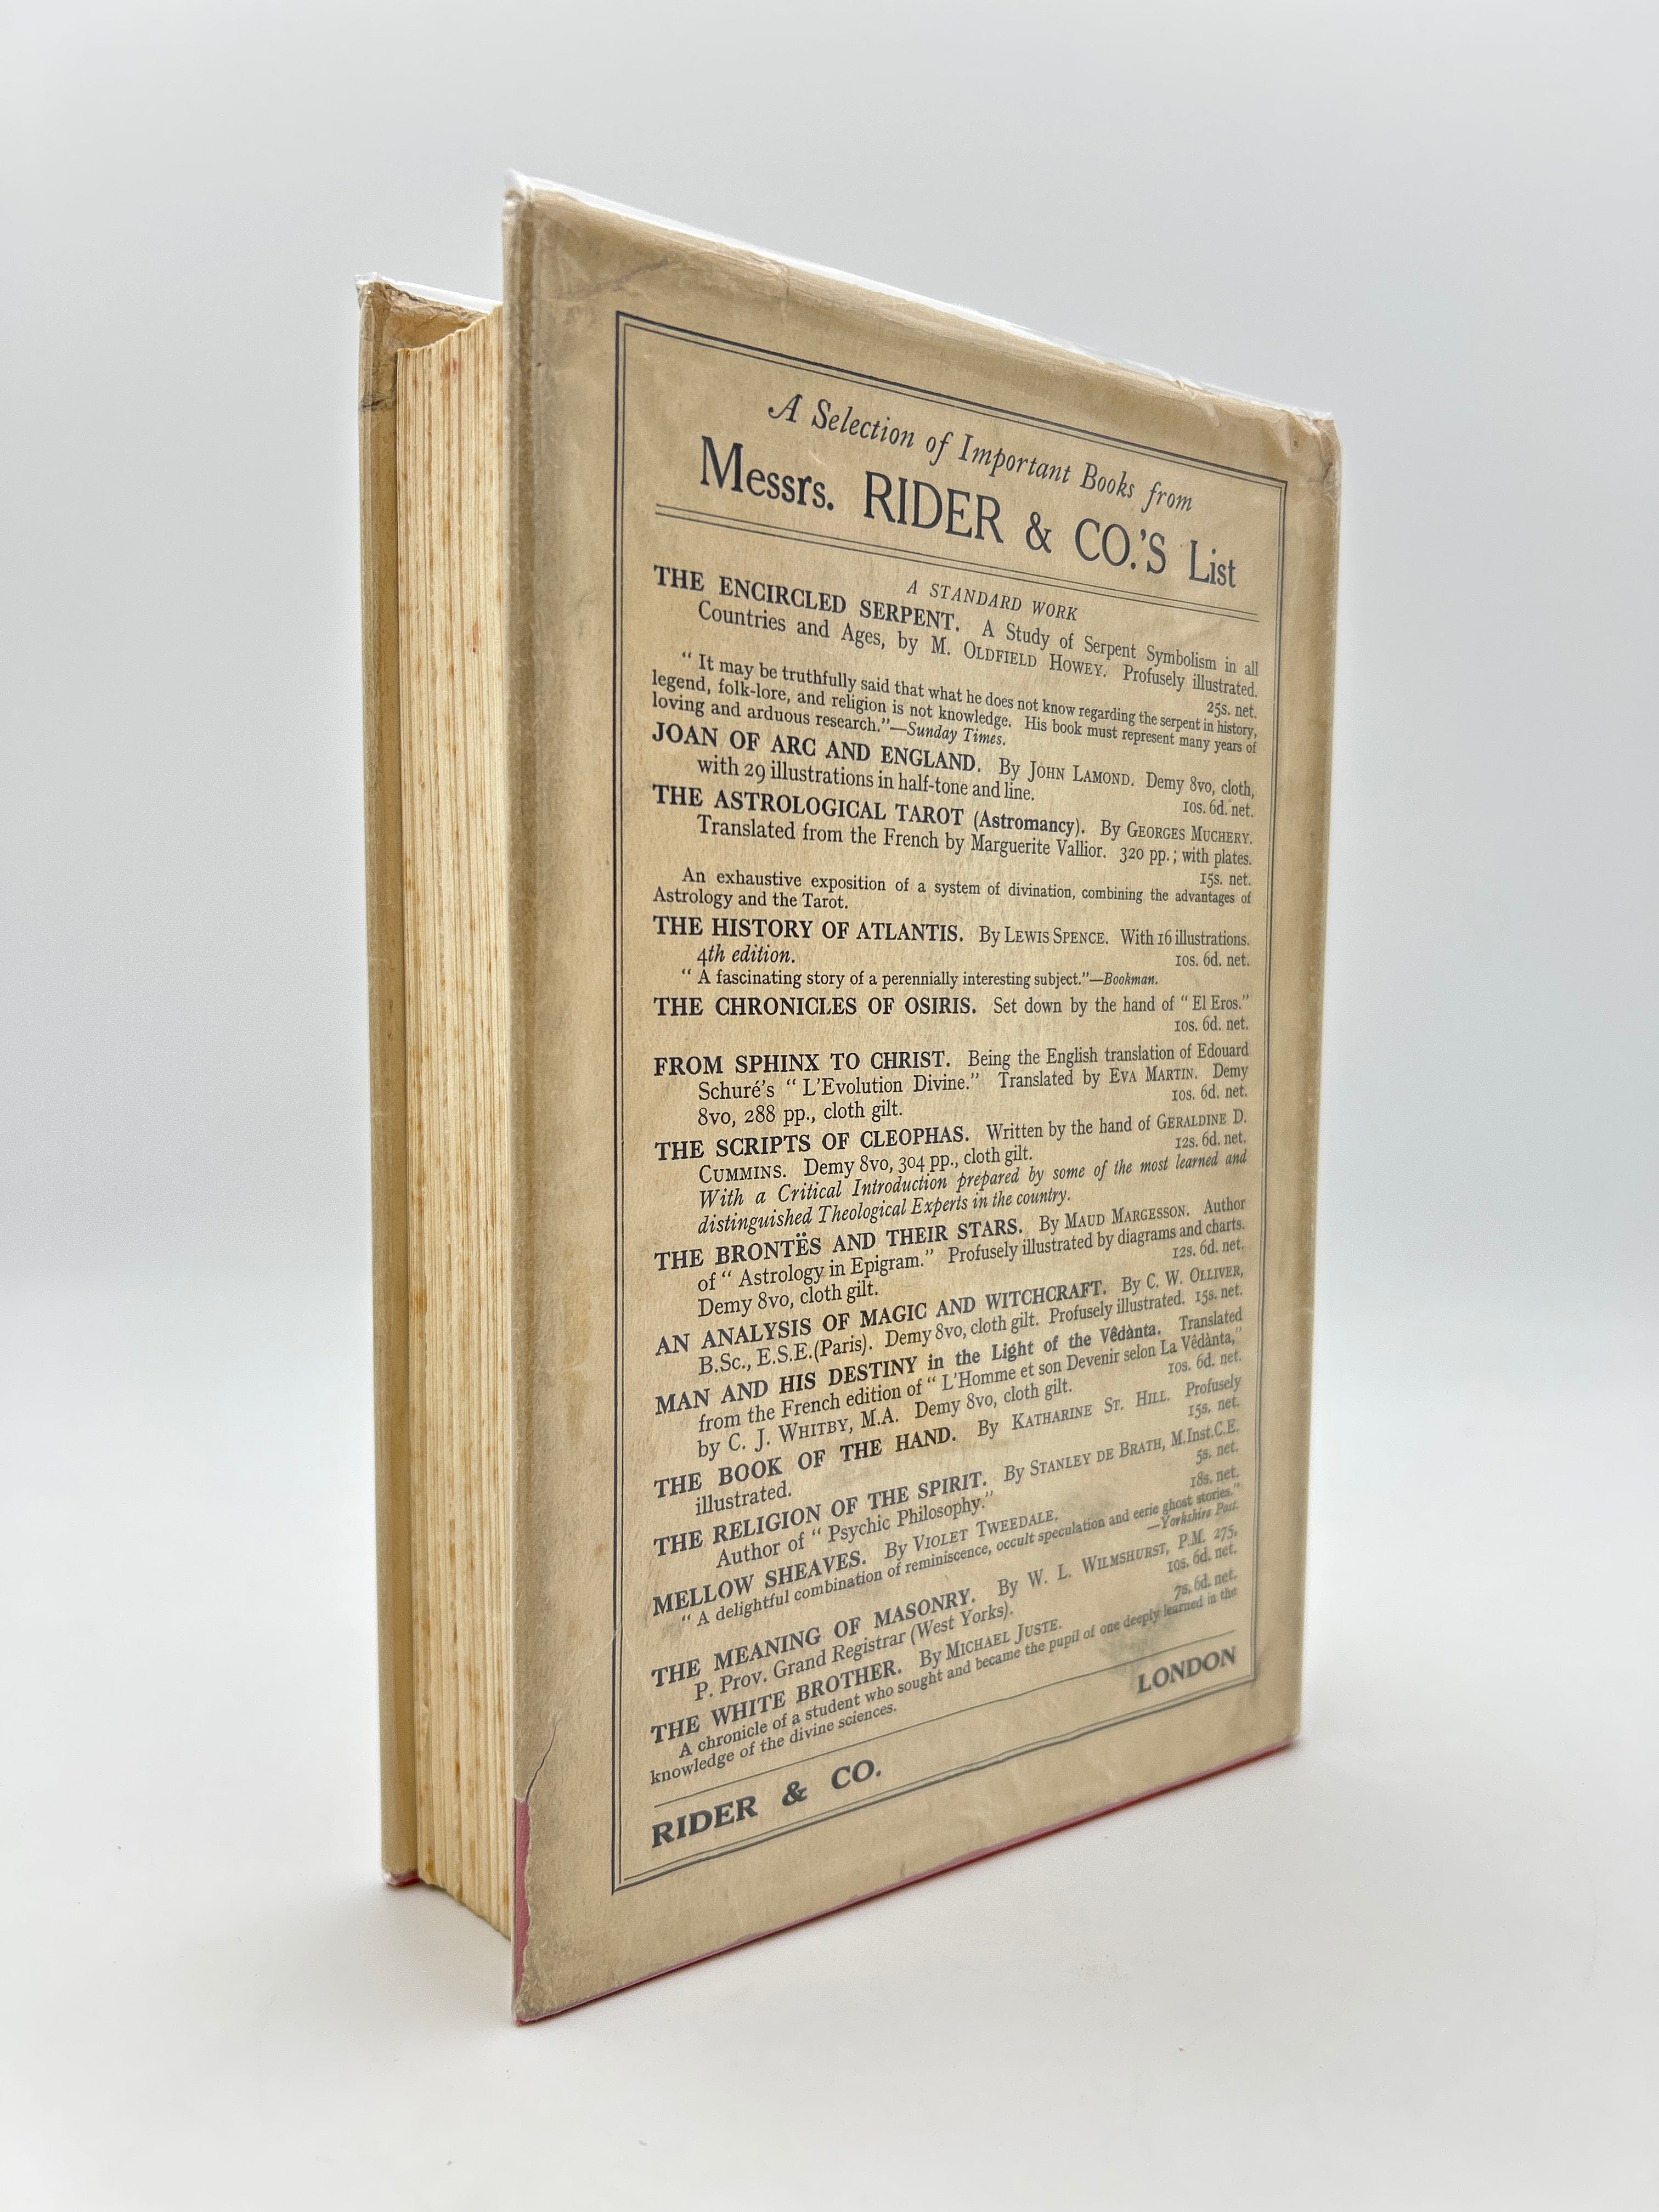 A Selection of Important Books from
Messrs. RIDER & CO.'S List
A STANDARD WORK
THE ENCIRCLED SERPENT. A Study of Serpent Symbolism in all
Countries and Ages, by M. OLDFIELD HOWEY. Profusely illustrated.
25s. net.
“ It may be truthfully said that what he does not know regarding the serpent in history,
legend, folk-lore, and religion is not knowledge. His book must represent many years of
loving and arduous research.”—Sunday Times.
JOAN OF ARC AND ENGLAND. By JOHN LAMOND. Demy 8vo, cloth,
with 29 illustrations in half-tone and line. 10s. 6d. net.
THE ASTROLOGICAL TAROT (Astromancy). By GEORGES MUCHERY.
Translated from the French by Marguerite Vallior. 320 pp.; with plates.
15s. net.
An exhaustive exposition of a system of divination, combining the advantages of
Astrology and the Tarot.
THE HISTORY OF ATLANTIS. By LEWIS SPENCE. With 16 illustrations.
4th edition. 10s. 6d. net.
“ A fascinating story of a perennially interesting subject.”—Bookman.
THE CHRONICLES OF OSIRIS. Set down by the hand of “ El Eros.”
10s. 6d. net.
FROM SPHINX TO CHRIST. Being the English translation of Edouard
Schuré's “ L'Evolution Divine.” Translated by EVA MARTIN. Demy
8vo, 288 pp., cloth gilt. 10s. 6d. net.
THE SCRIPTS OF CLEOPHAS. Written by the hand of GERALDINE D.
CUMMINS. Demy 8vo, 304 pp., cloth gilt. 12s. 6d. net.
With a Critical Introduction prepared by some of the most learned and
distinguished Theological Experts in the country.
THE BRONTËS AND THEIR STARS. By MAUD MARGESSON. Author
of “ Astrology in Epigram.” Profusely illustrated by diagrams and charts.
Demy 8vo, cloth gilt. 12s. 6d. net.
AN ANALYSIS OF MAGIC AND WITCHCRAFT. By C. W. OLLIVER,
B.Sc., E.S.E.(Paris). Demy 8vo, cloth gilt. Profusely illustrated. 15s. net.
MAN AND HIS DESTINY in the Light of the Vêdànta. Translated
from the French edition of “ L'Homme et son Devenir selon La Vêdànta,”
by C. J. WHITBY, M.A. Demy 8vo, cloth gilt. 10s. 6d. net.
THE BOOK OF THE HAND. By KATHARINE ST. HILL. Profusely
illustrated. 15s. net.
THE RELIGION OF THE SPIRIT. By STANLEY DE BRATH, M.Inst.C.E.
Author of “ Psychic Philosophy.” 5s. net.
MELLOW SHEAVES. By VIOLET TWEEDALE. 18s. net.
“ A delightful combination of reminiscence, occult speculation and eerie ghost stories.”
—Yorkshire Post.
THE MEANING OF MASONRY. By W. L. WILMSHURST, P.M. 275,
P. Prov. Grand Registrar (West Yorks). 10s. 6d. net.
THE WHITE BROTHER. By MICHAEL JUSTE. 7s. 6d. net.
A chronicle of a student who sought and became the pupil of one deeply learned in the
knowledge of the divine sciences.
RIDER & CO. LONDON